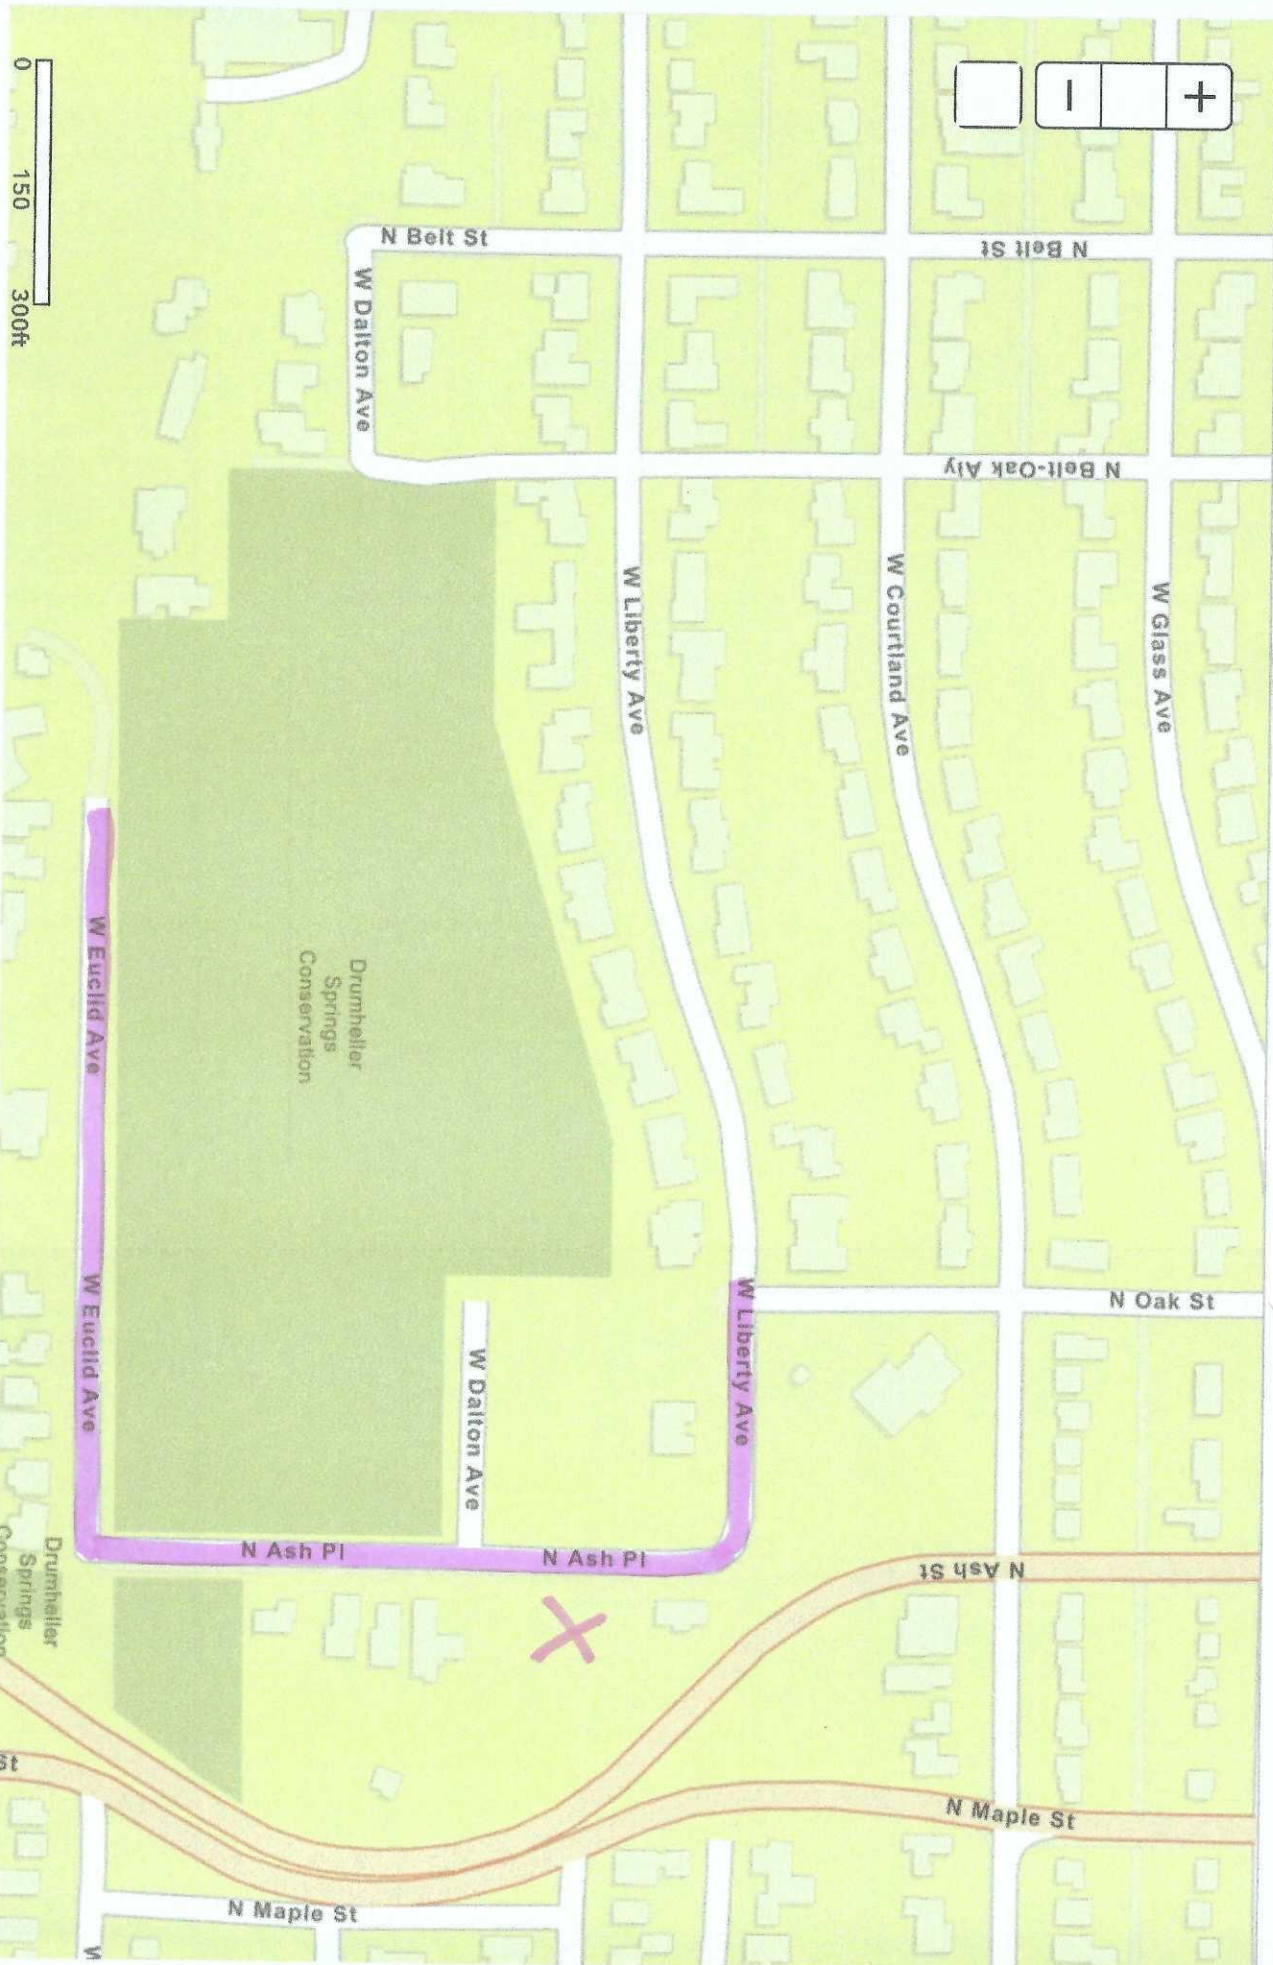 +
−
0 150 300ft
N Belt St
N Belt St
W Dalton Ave
N Belt-Oak Aly
W Liberty Ave
W Courtland Ave
W Glass Ave
W Euclid Ave
Drumheller
Springs
Conservation
W Euclid Ave
W Dalton Ave
W Liberty Ave
N Oak St
N Ash Pl
N Ash Pl
N Ash St
Drumheller
Springs
Conservation
St
N Maple St
N Maple St
W